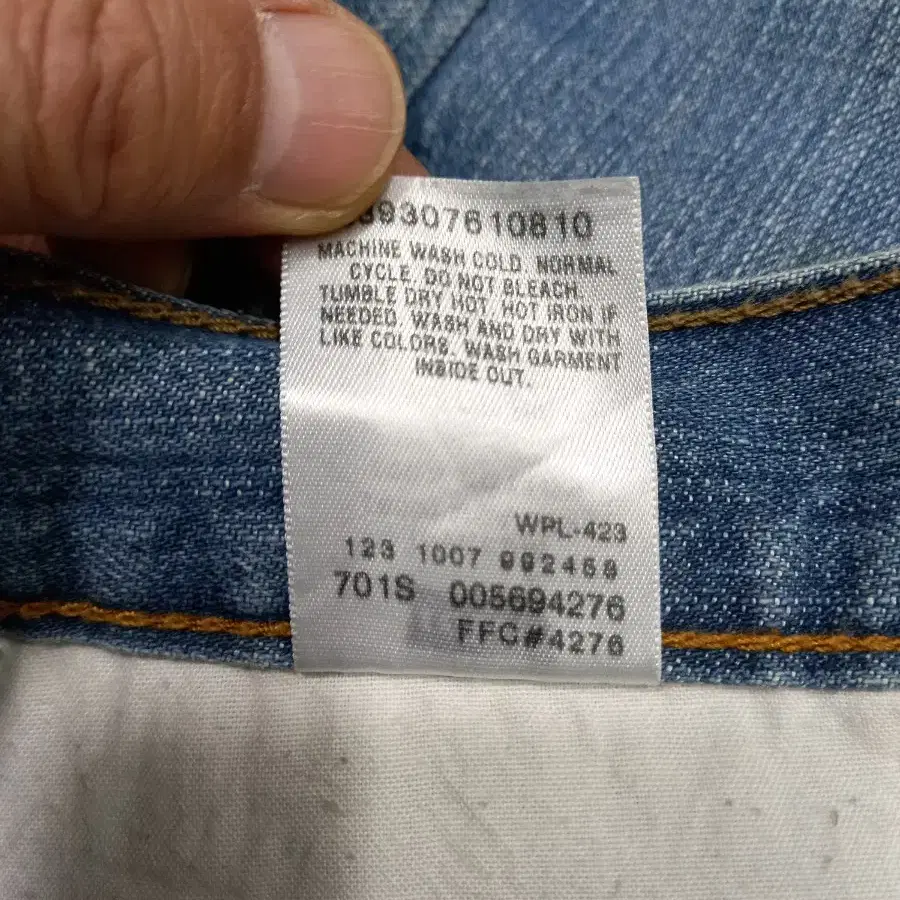 39307610810
MACHINE WASH COLD. NORMAL
CYCLE. DO NOT BLEACH.
TUMBLE DRY HOT. HOT IRON IF
NEEDED. WASH AND DRY WITH
LIKE COLORS. WASH GARMENT
INSIDE OUT.
WPL-423
123 1007 992468
701S 005694276
FFC#4276